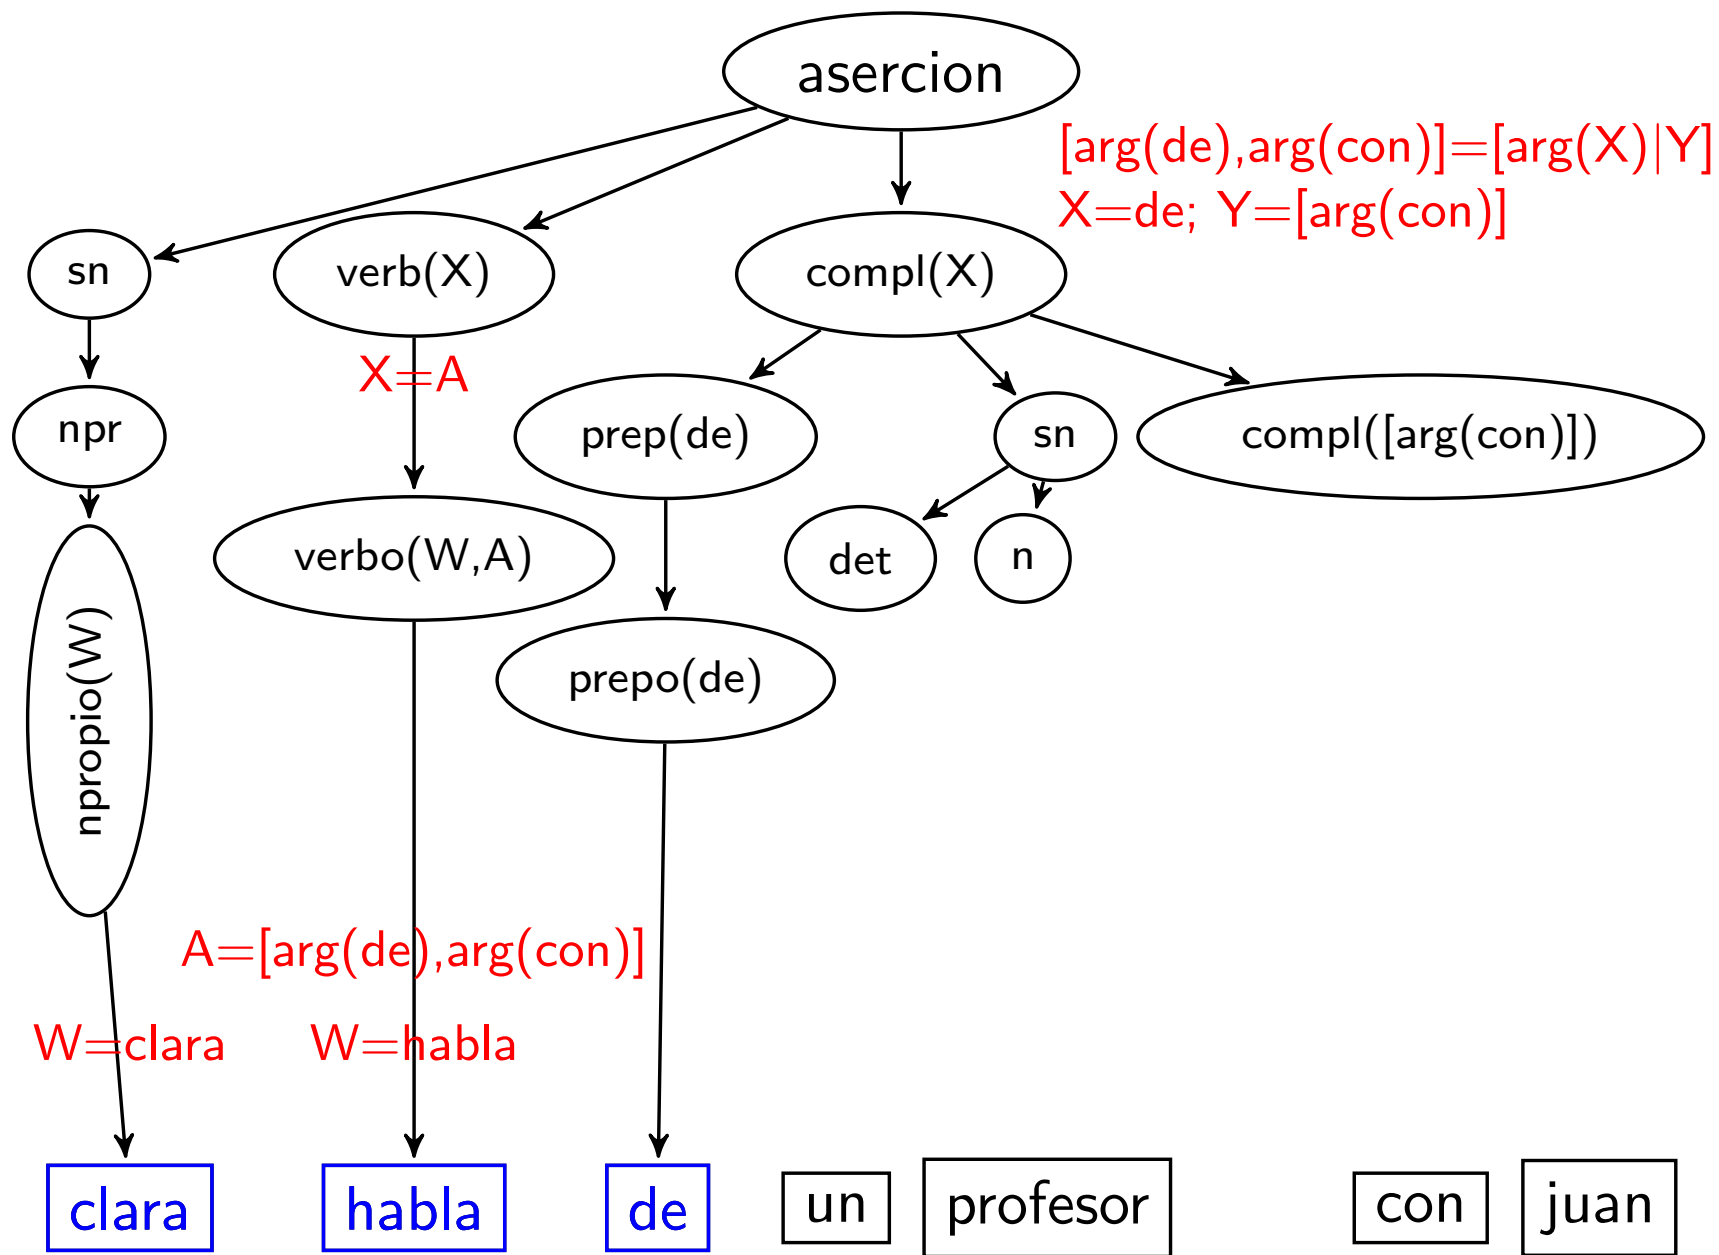 asercion
[arg(de),arg(con)]=[arg(X)|Y]
X=de; Y=[arg(con)]
sn
verb(X)
compl(X)
X=A
npr
prep(de)
sn
compl([arg(con)])
verbo(W,A)
det
n
npropio(W)
prepo(de)
A=[arg(de),arg(con)]
W=clara
W=habla
clara
habla
de
un
profesor
con
juan